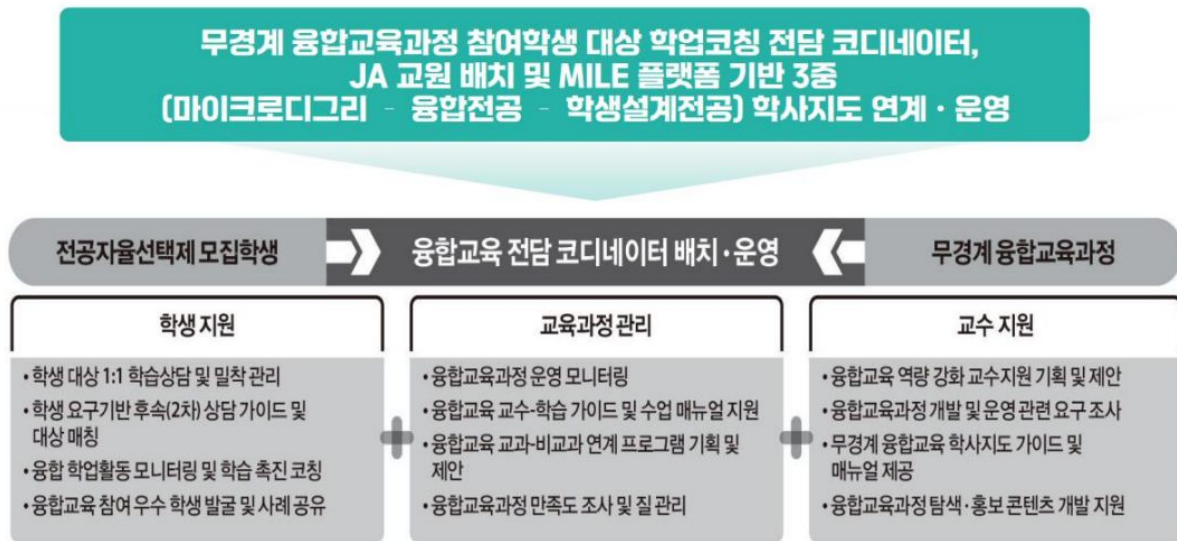 무경계 융합교육과정 참여학생 대상 학업코칭 전담 코디네이터,
JA 교원 배치 및 MILE 플랫폼 기반 3중
(마이크로디그리 - 융합전공 - 학생설계전공) 학사지도 연계·운영
전공자율선택제 모집학생
융합교육 전담 코디네이터 배치·운영
무경계 융합교육과정
학생 지원
•학생 대상 1:1 학습상담 및 밀착 관리
•학생 요구기반 후속(2차) 상담 가이드 및
대상 매칭
•융합 학업활동 모니터링 및 학습 촉진 코칭
•융합교육 참여 우수 학생 발굴 및 사례 공유
교육과정 관리
•융합교육과정 운영 모니터링
•융합교육 교수-학습 가이드 및 수업 매뉴얼 지원
•융합교육 교과-비교과 연계 프로그램 기획 및
제안
•융합교육과정 만족도 조사 및 질 관리
교수 지원
•융합교육 역량 강화 교수지원 기획 및 제안
•융합교육과정 개발 및 운영 관련 요구 조사
•무경계 융합교육 학사지도 가이드 및
매뉴얼 제공
•융합교육과정 탐색·홍보 콘텐츠 개발 지원